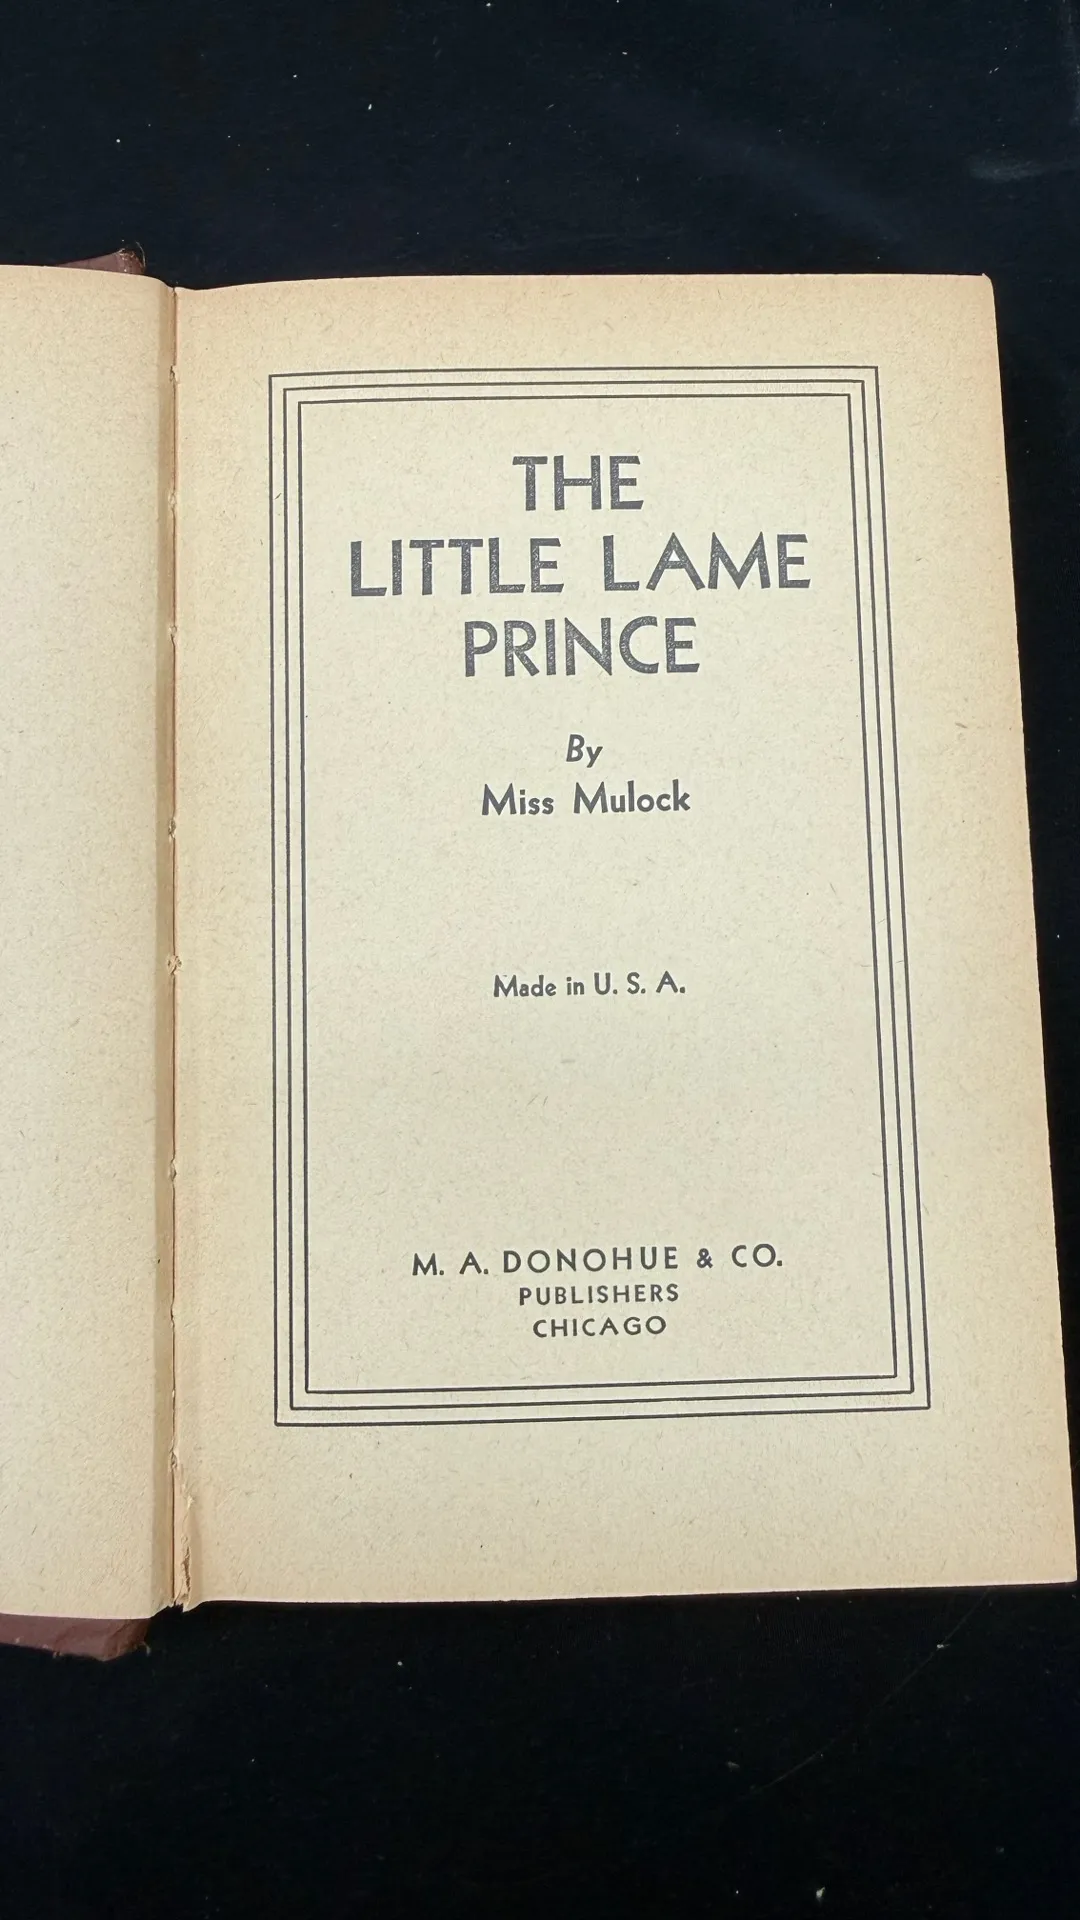 THE
LITTLE LAME
PRINCE
By
Miss Mulock
Made in U. S. A.
M. A. DONOHUE & CO.
PUBLISHERS
CHICAGO